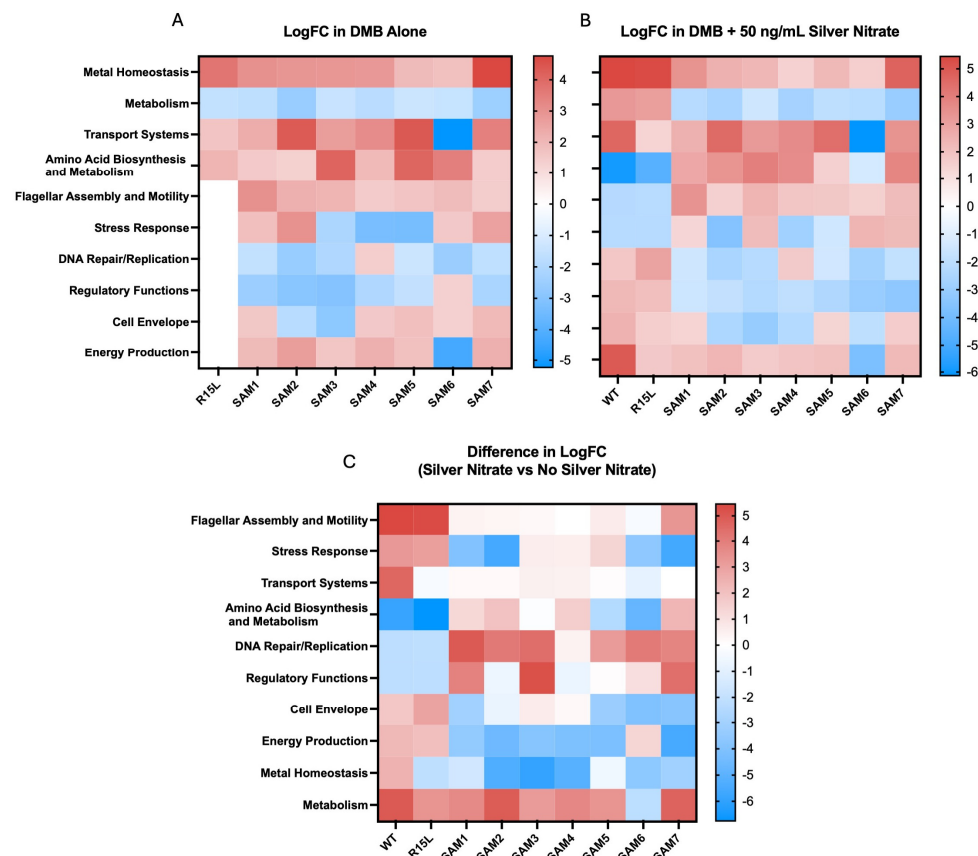 A
LogFC in DMB Alone
Metal Homeostasis
Metabolism
Transport Systems
Amino Acid Biosynthesis
and Metabolism
Flagellar Assembly and Motility
Stress Response
DNA Repair/Replication
Regulatory Functions
Cell Envelope
Energy Production
R15L
SAM1
SAM2
SAM3
SAM4
SAM5
SAM6
SAM7
4
3
2
1
0
-1
-2
-3
-4
-5
B
LogFC in DMB + 50 ng/mL Silver Nitrate
WT
R15L
SAM1
SAM2
SAM3
SAM4
SAM5
SAM6
SAM7
5
4
3
2
1
0
-1
-2
-3
-4
-5
-6
C
Difference in LogFC
(Silver Nitrate vs No Silver Nitrate)
Flagellar Assembly and Motility
Stress Response
Transport Systems
Amino Acid Biosynthesis
and Metabolism
DNA Repair/Replication
Regulatory Functions
Cell Envelope
Energy Production
Metal Homeostasis
Metabolism
WT
R15L
SAM1
SAM2
SAM3
SAM4
SAM5
SAM6
SAM7
5
4
3
2
1
0
-1
-2
-3
-4
-5
-6